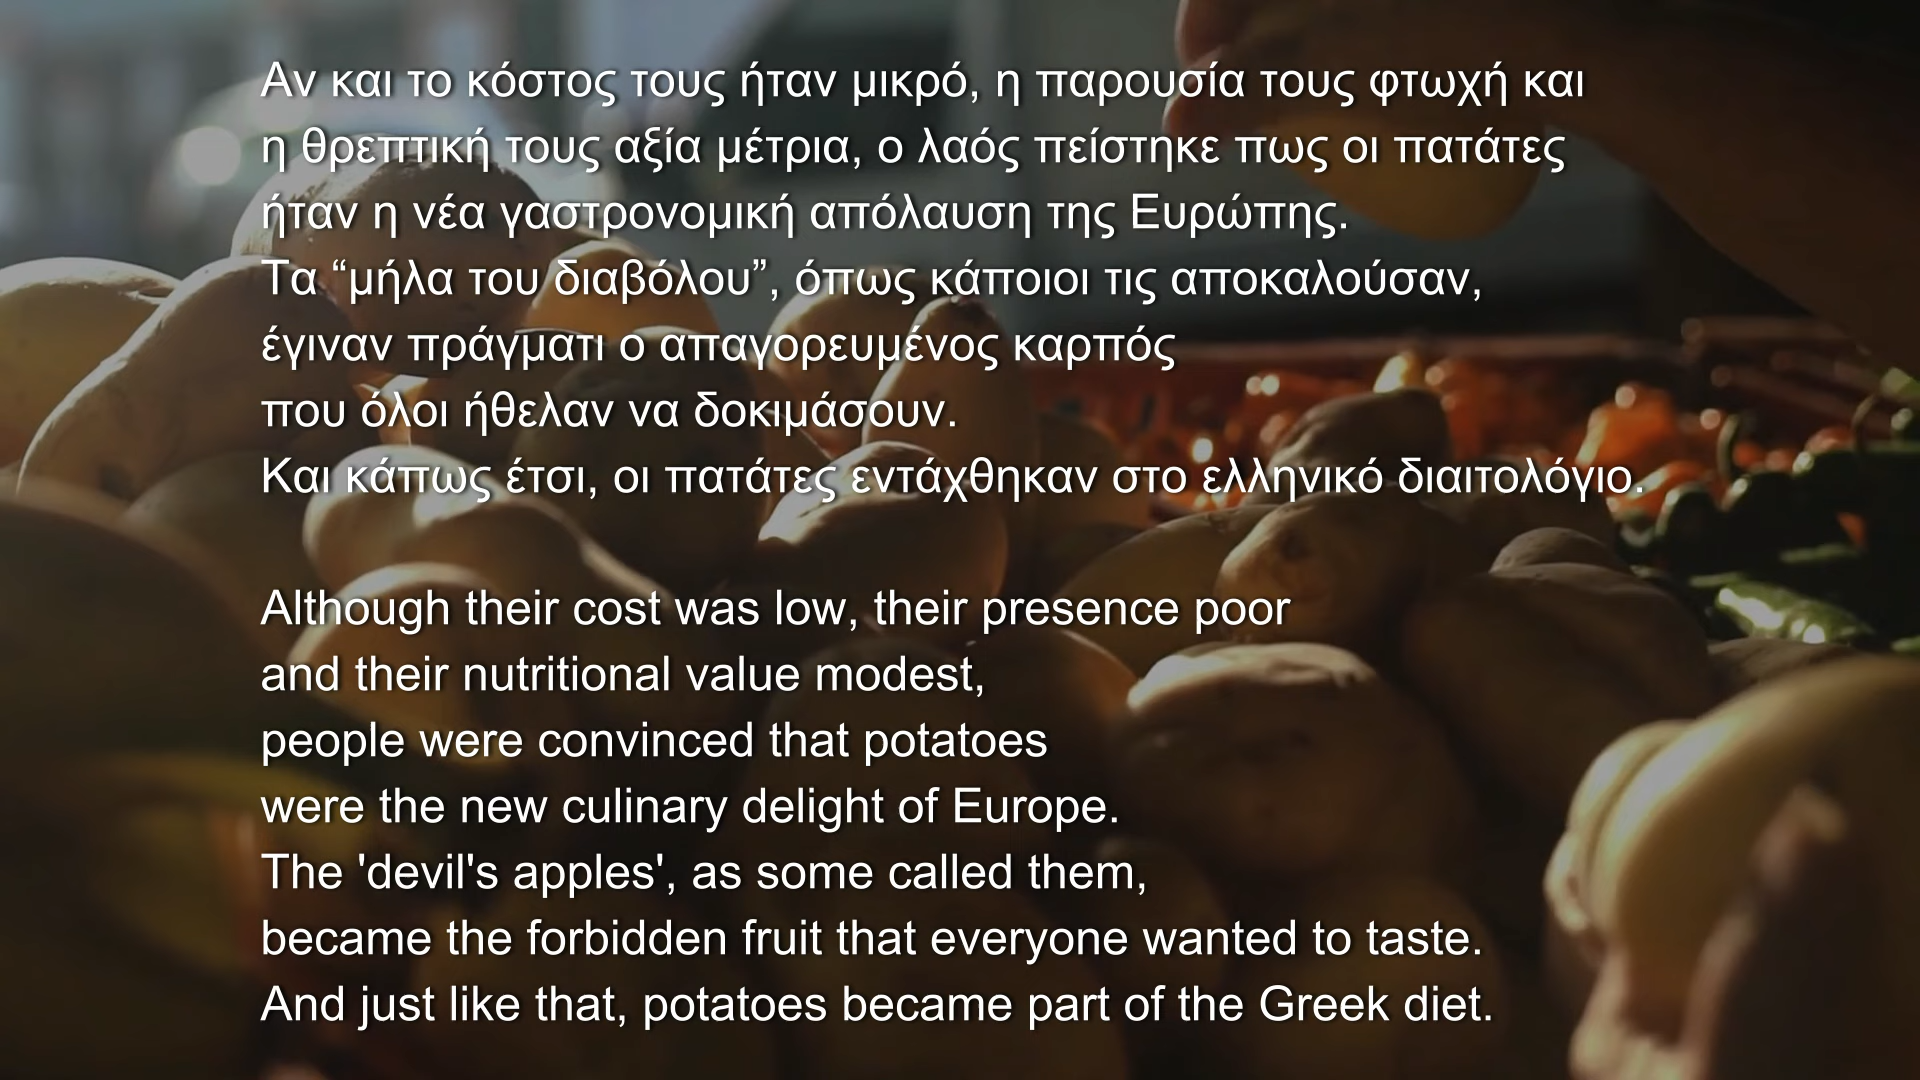 Αν και το κόστος τους ήταν μικρό, η παρουσία τους φτωχή και
η θρεπτική τους αξία μέτρια, ο λαός πείστηκε πως οι πατάτες
ήταν η νέα γαστρονομική απόλαυση της Ευρώπης.
Τα “μήλα του διαβόλου”, όπως κάποιοι τις αποκαλούσαν,
έγιναν πράγματι ο απαγορευμένος καρπός
που όλοι ήθελαν να δοκιμάσουν.
Και κάπως έτσι, οι πατάτες εντάχθηκαν στο ελληνικό διαιτολόγιο.
Although their cost was low, their presence poor
and their nutritional value modest,
people were convinced that potatoes
were the new culinary delight of Europe.
The 'devil's apples', as some called them,
became the forbidden fruit that everyone wanted to taste.
And just like that, potatoes became part of the Greek diet.